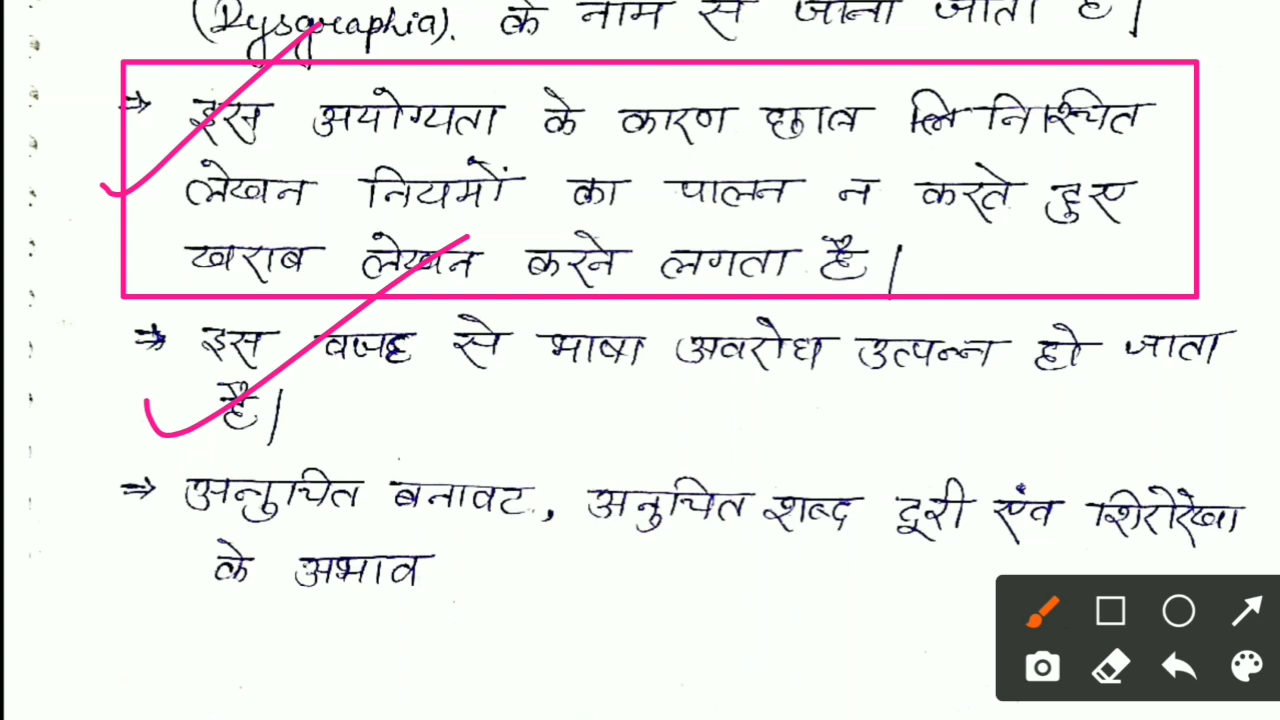 (Dysgraphia). के नाम से जाना जाता है।
⇒ इस अयोग्यता के कारण छात्र निश्चित
लेखन नियमों का पालन न करते हुए
खराब लेखन करने लगता है।
⇒ इस वजह से भाषा अवरोध उत्पन्न हो जाता
है।
⇒ अनुचित बनावट, अनुचित शब्द दूरी एंव शिरोरेखा
के अभाव